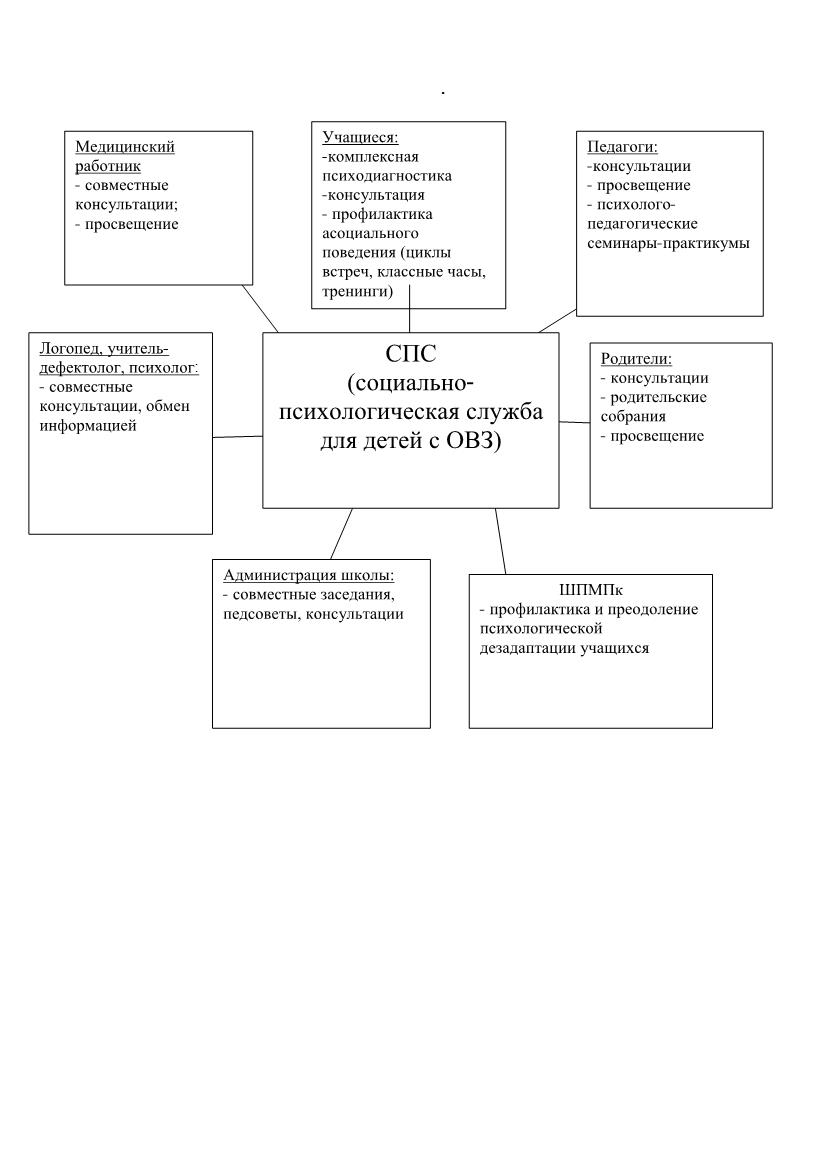 .
Медицинский
работник
- совместные
консультации;
- просвещение
Учащиеся:
-комплексная
психодиагностика
-консультация
- профилактика
асоциального
поведения (циклы
встреч, классные часы,
тренинги)
Педагоги:
-консультации
- просвещение
- психолого-
педагогические
семинары-практикумы
Логопед, учитель-
дефектолог, психолог:
- совместные
консультации, обмен
информацией
СПС
(социально-
психологическая служба
для детей с ОВЗ)
Родители:
- консультации
- родительские
собрания
- просвещение
Администрация школы:
- совместные заседания,
педсоветы, консультации
ШПМПк
- профилактика и преодоление
психологической
дезадаптации учащихся